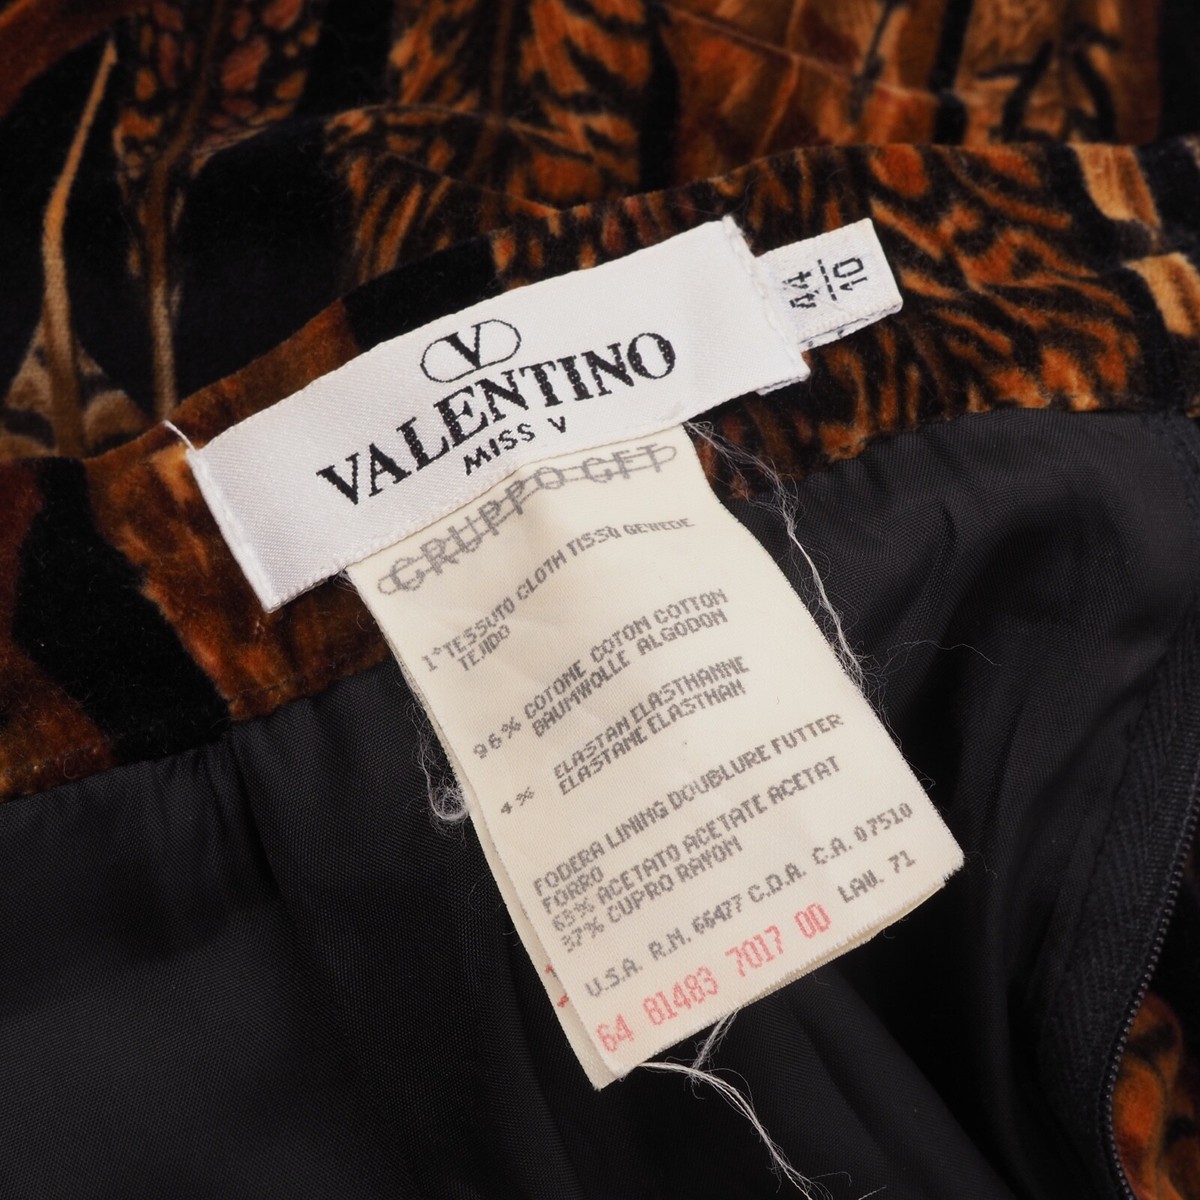 V
VALENTINO
MISS V
44
10
GRUPPO GFT
1°TESSUTO CLOTH TISSU GEWEBE
TEJIDO
96% COTONE COTON COTTON
BAUMWOLLE ALGODON
4% ELASTAN ELASTHANNE
ELASTANE ELASTHAN
FODERA LINING DOUBLURE FUTTER
FORRO
63% ACETATO ACETATE ACETAT
37% CUPRO RAYON
U.S.A. R.N. 66477 C.D.A. C.A. 07510
LAV. 71
64 81483 7017 0D